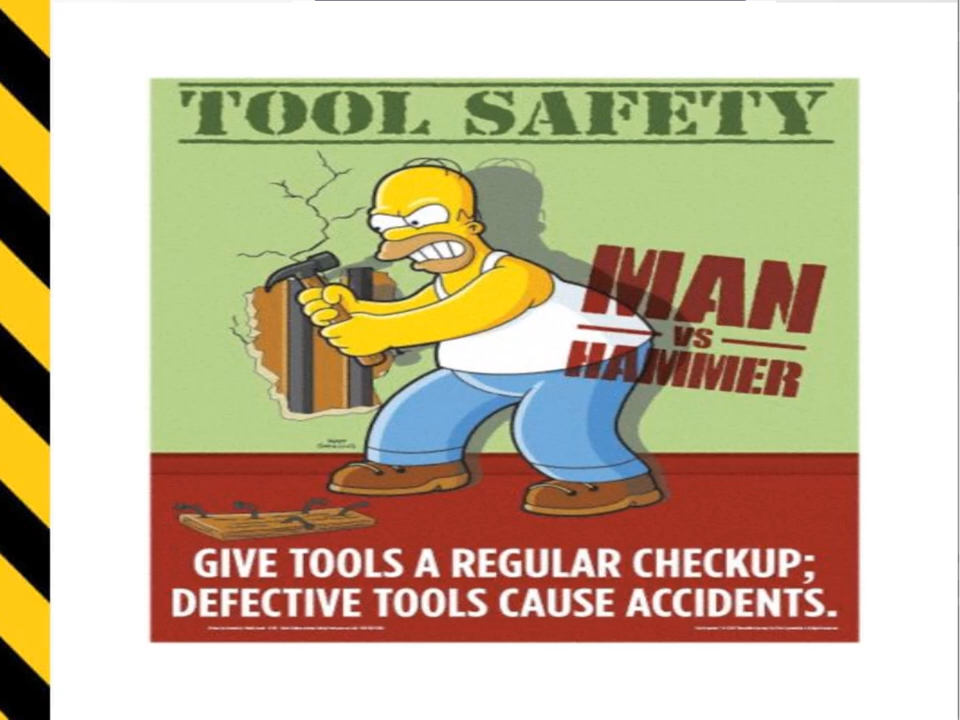 TOOL SAFETY
MAN
VS
HAMMER
GIVE TOOLS A REGULAR CHECKUP;
DEFECTIVE TOOLS CAUSE ACCIDENTS.